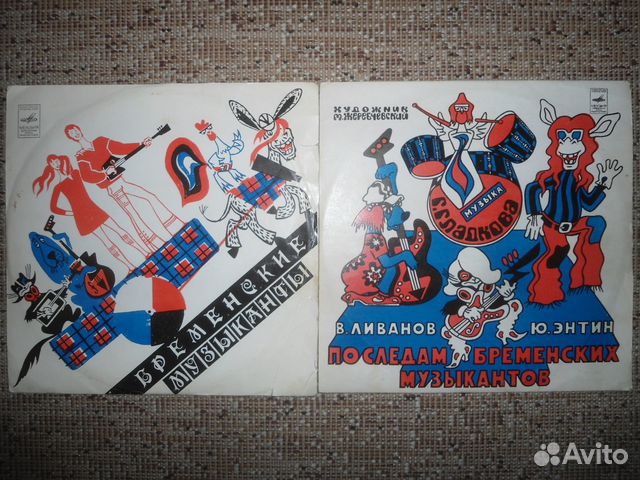 БРЕМЕНСКИЕ
МУЗЫКАНТЫ
ХУДОЖНИК
М.ЖЕРЕБЧЕВСКИЙ
МУЗЫКА
Г.ГЛАДКОВА
В.ЛИВАНОВ Ю.ЭНТИН
ПО СЛЕДАМ БРЕМЕНСКИХ
МУЗЫКАНТОВ
Avito